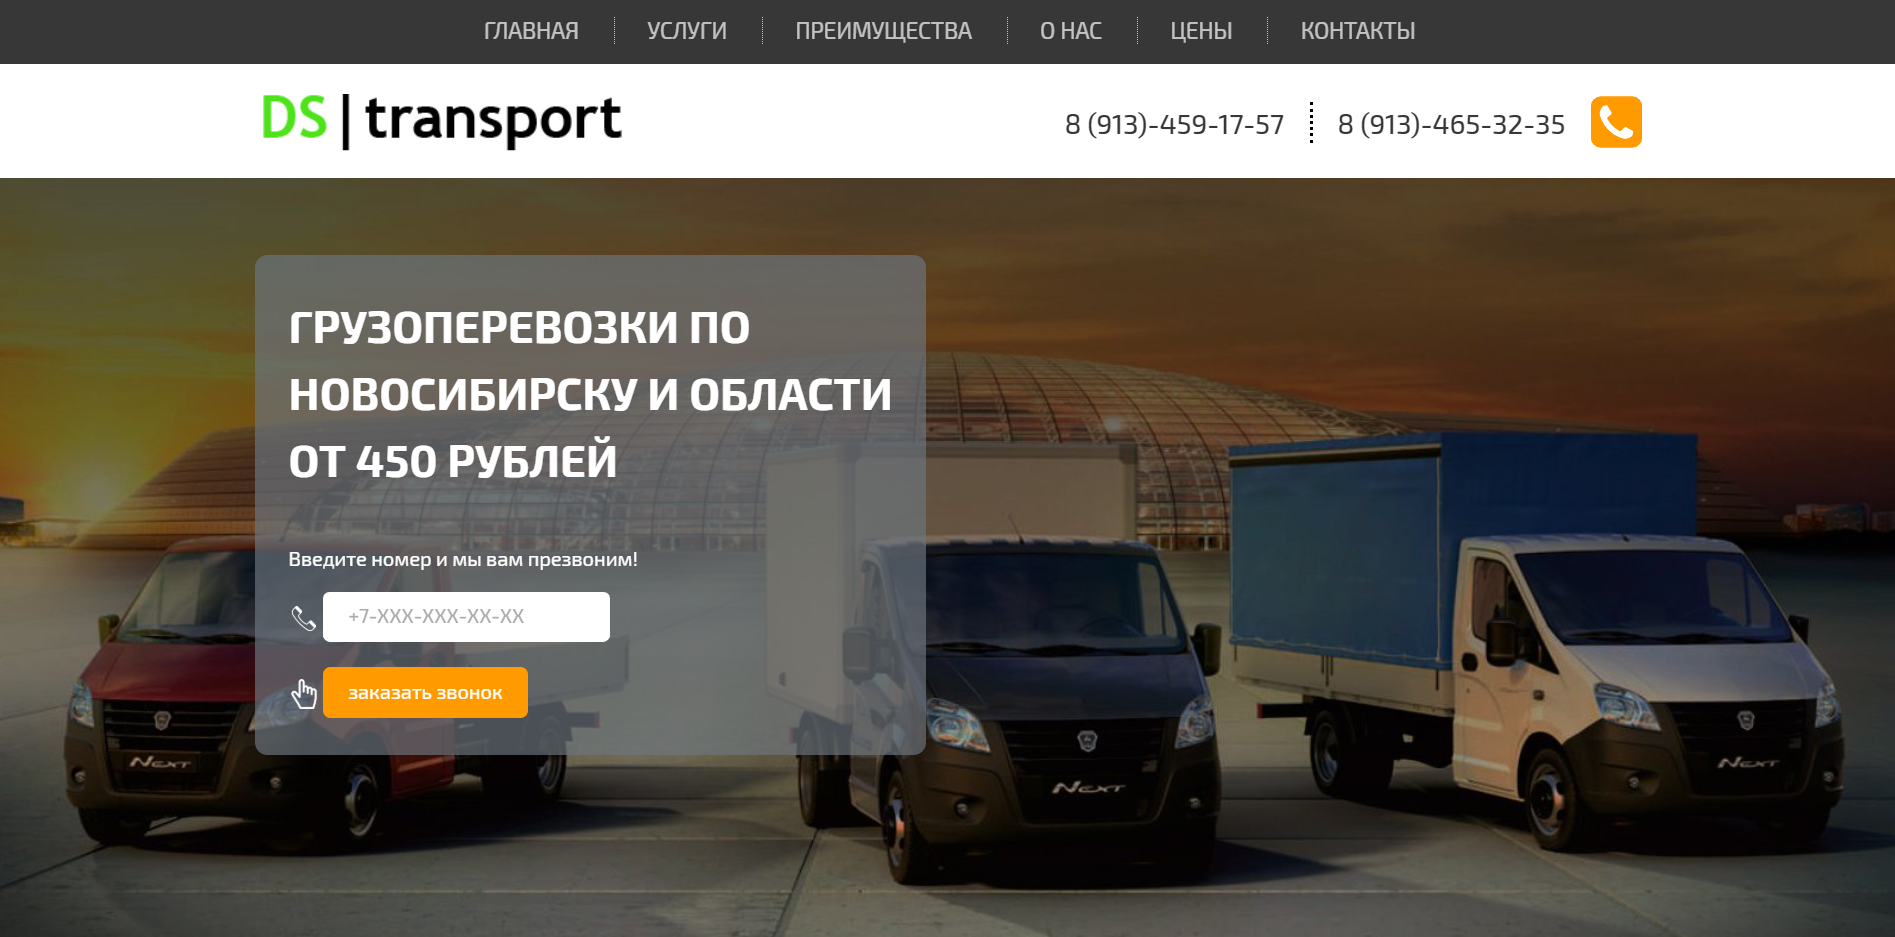 ГЛАВНАЯ УСЛУГИ ПРЕИМУЩЕСТВА О НАС ЦЕНЫ КОНТАКТЫ
DS | transport 8 (913)-459-17-57 8 (913)-465-32-35
ГРУЗОПЕРЕВОЗКИ ПО
НОВОСИБИРСКУ И ОБЛАСТИ
ОТ 450 РУБЛЕЙ
Введите номер и мы вам презвоним!
+7-XXX-XXX-XX-XX
заказать звонок
NEXT NEXT NEXT